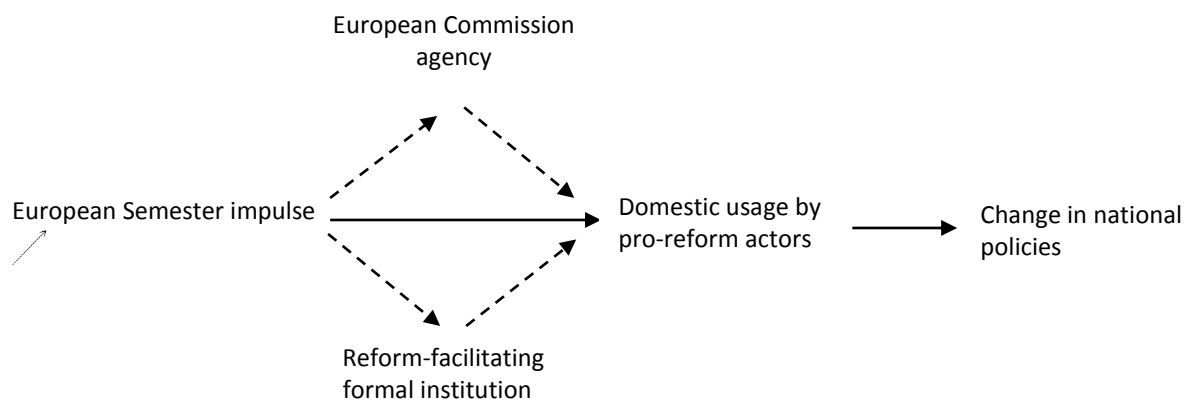 European Commission
agency
European Semester impulse
Domestic usage by
pro-reform actors
Change in national
policies
Reform-facilitating
formal institution